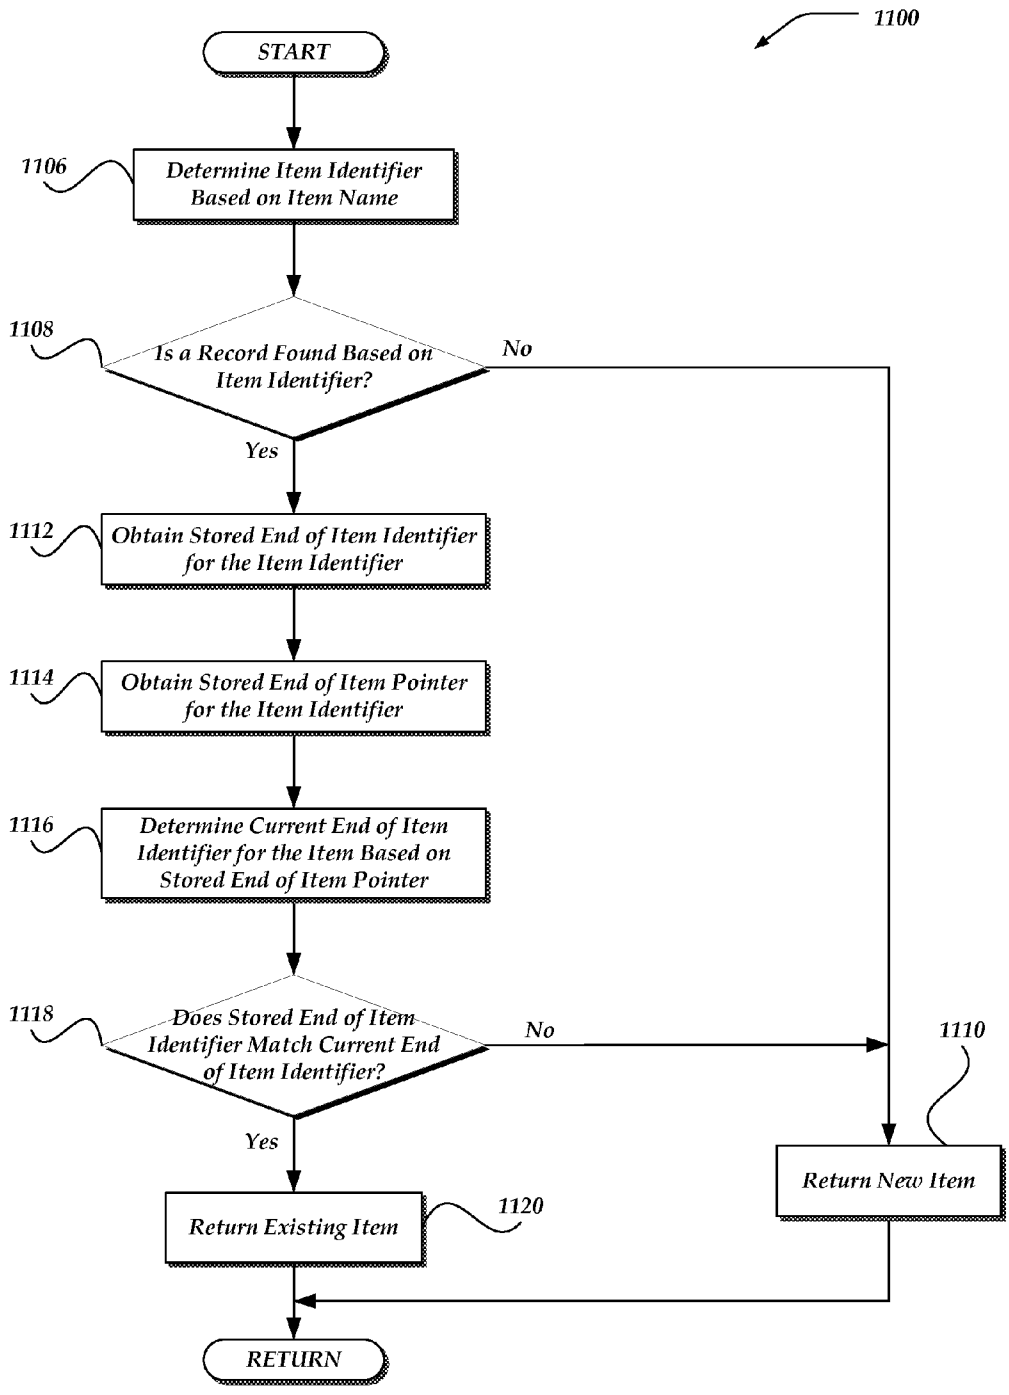 1100
START
1106
Determine Item Identifier
Based on Item Name
1108
Is a Record Found Based on
Item Identifier?
No
Yes
1112
Obtain Stored End of Item Identifier
for the Item Identifier
1114
Obtain Stored End of Item Pointer
for the Item Identifier
1116
Determine Current End of Item
Identifier for the Item Based on
Stored End of Item Pointer
1118
Does Stored End of Item
Identifier Match Current End
of Item Identifier?
No
Yes
1110
Return New Item
1120
Return Existing Item
RETURN